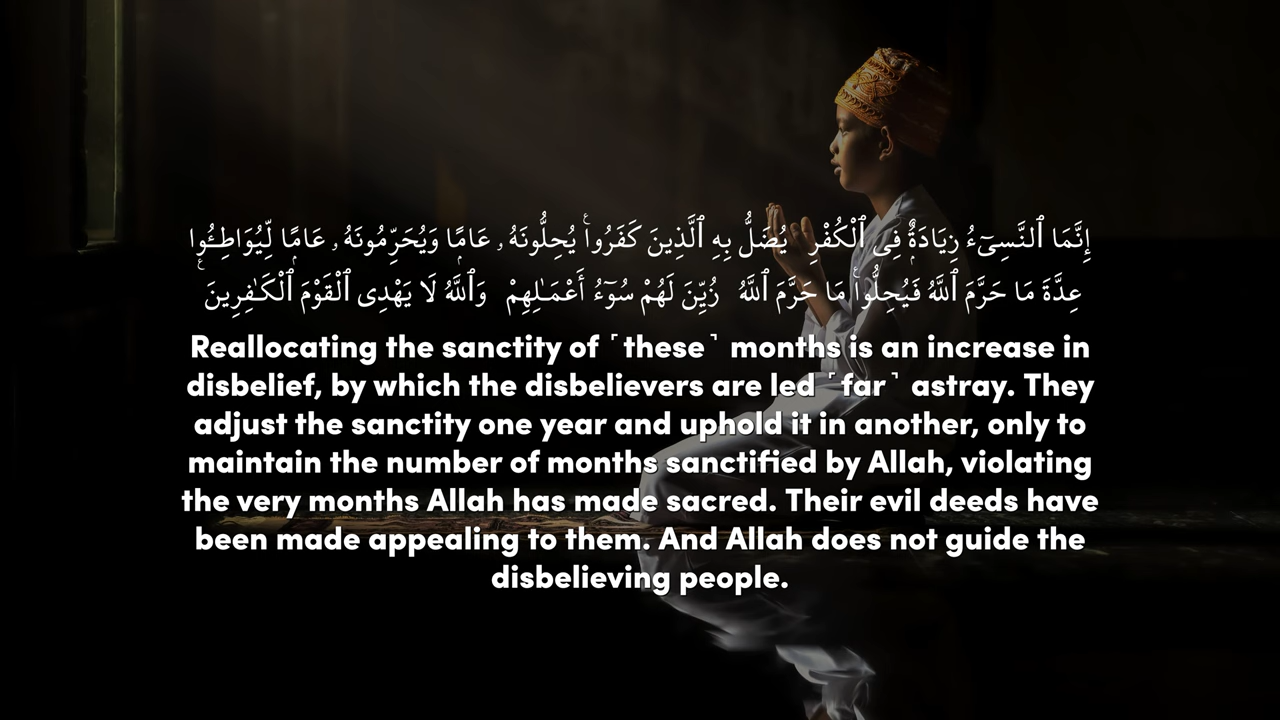 إِنَّمَا ٱلنَّسِىٓءُ زِيَادَةٌۭ فِى ٱلْكُفْرِ ۖ يُضَلُّ بِهِ ٱلَّذِينَ كَفَرُوا۟ يُحِلُّونَهُۥ عَامًۭا وَيُحَرِّمُونَهُۥ عَامًۭا لِّيُوَاطِـُٔوا۟
عِدَّةَ مَا حَرَّمَ ٱللَّهُ فَيُحِلُّوا۟ مَا حَرَّمَ ٱللَّهُ ۚ زُيِّنَ لَهُمْ سُوٓءُ أَعْمَـٰلِهِمْ ۗ وَٱللَّهُ لَا يَهْدِى ٱلْقَوْمَ ٱلْكَـٰفِرِينَ
Reallocating the sanctity of ˹these˺ months is an increase in
disbelief, by which the disbelievers are led ˹far˺ astray. They
adjust the sanctity one year and uphold it in another, only to
maintain the number of months sanctified by Allah, violating
the very months Allah has made sacred. Their evil deeds have
been made appealing to them. And Allah does not guide the
disbelieving people.